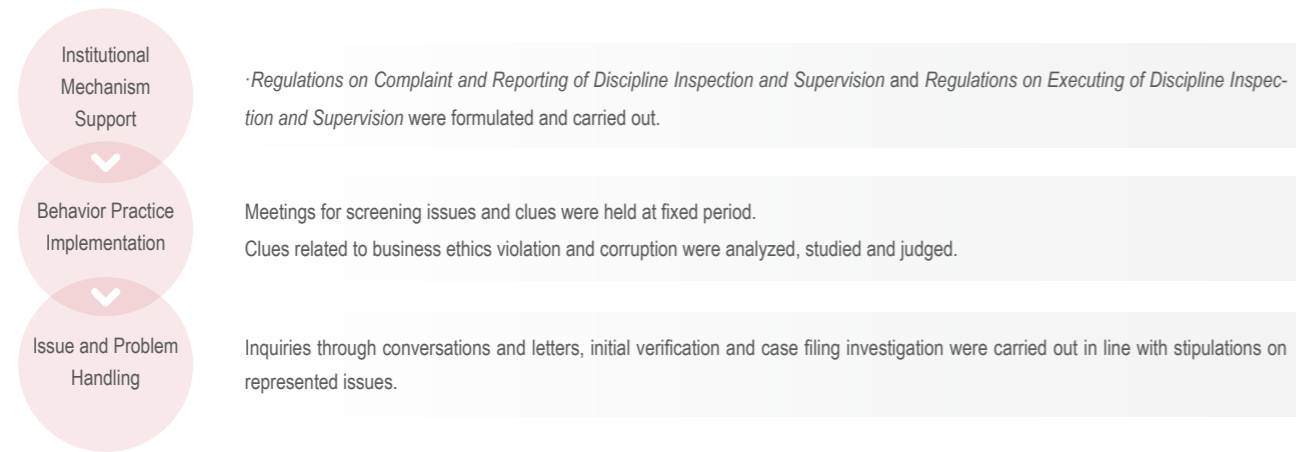 Institutional
Mechanism
Support
·Regulations on Complaint and Reporting of Discipline Inspection and Supervision and Regulations on Executing of Discipline Inspec-
tion and Supervision were formulated and carried out.
Behavior Practice
Implementation
Meetings for screening issues and clues were held at fixed period.
Clues related to business ethics violation and corruption were analyzed, studied and judged.
Issue and Problem
Handling
Inquiries through conversations and letters, initial verification and case filing investigation were carried out in line with stipulations on
represented issues.